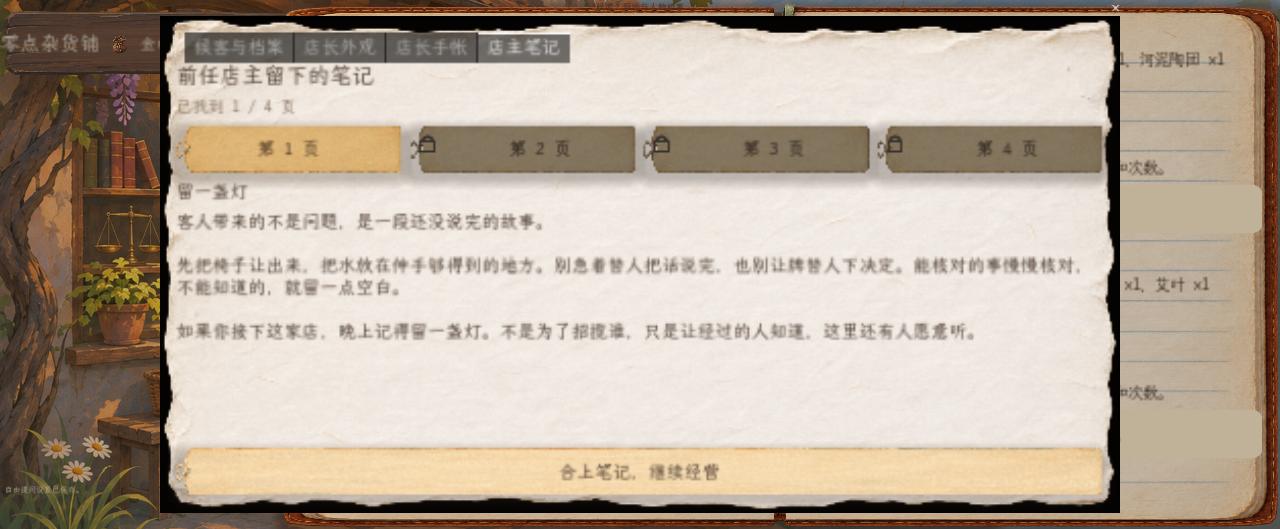 零点杂货铺
候客与档案 店长外观 店长手帐 店主笔记
前任店主留下的笔记
已找到 1 / 4 页
第 1 页 第 2 页 第 3 页 第 4 页
留一盏灯
客人带来的不是问题，是一段还没说完的故事。
先把椅子让出来，把水放在伸手够得到的地方。别急着替人把话说完，也别让牌替人下决定。能核对的事慢慢核对，
不能知道的，就留一点空白。
如果你接下这家店，晚上记得留一盏灯。不是为了招揽谁，只是让经过的人知道，这里还有人愿意听。
合上笔记，继续经营
河泥陶团 x1
次数。
x1、艾叶 x1
次数。